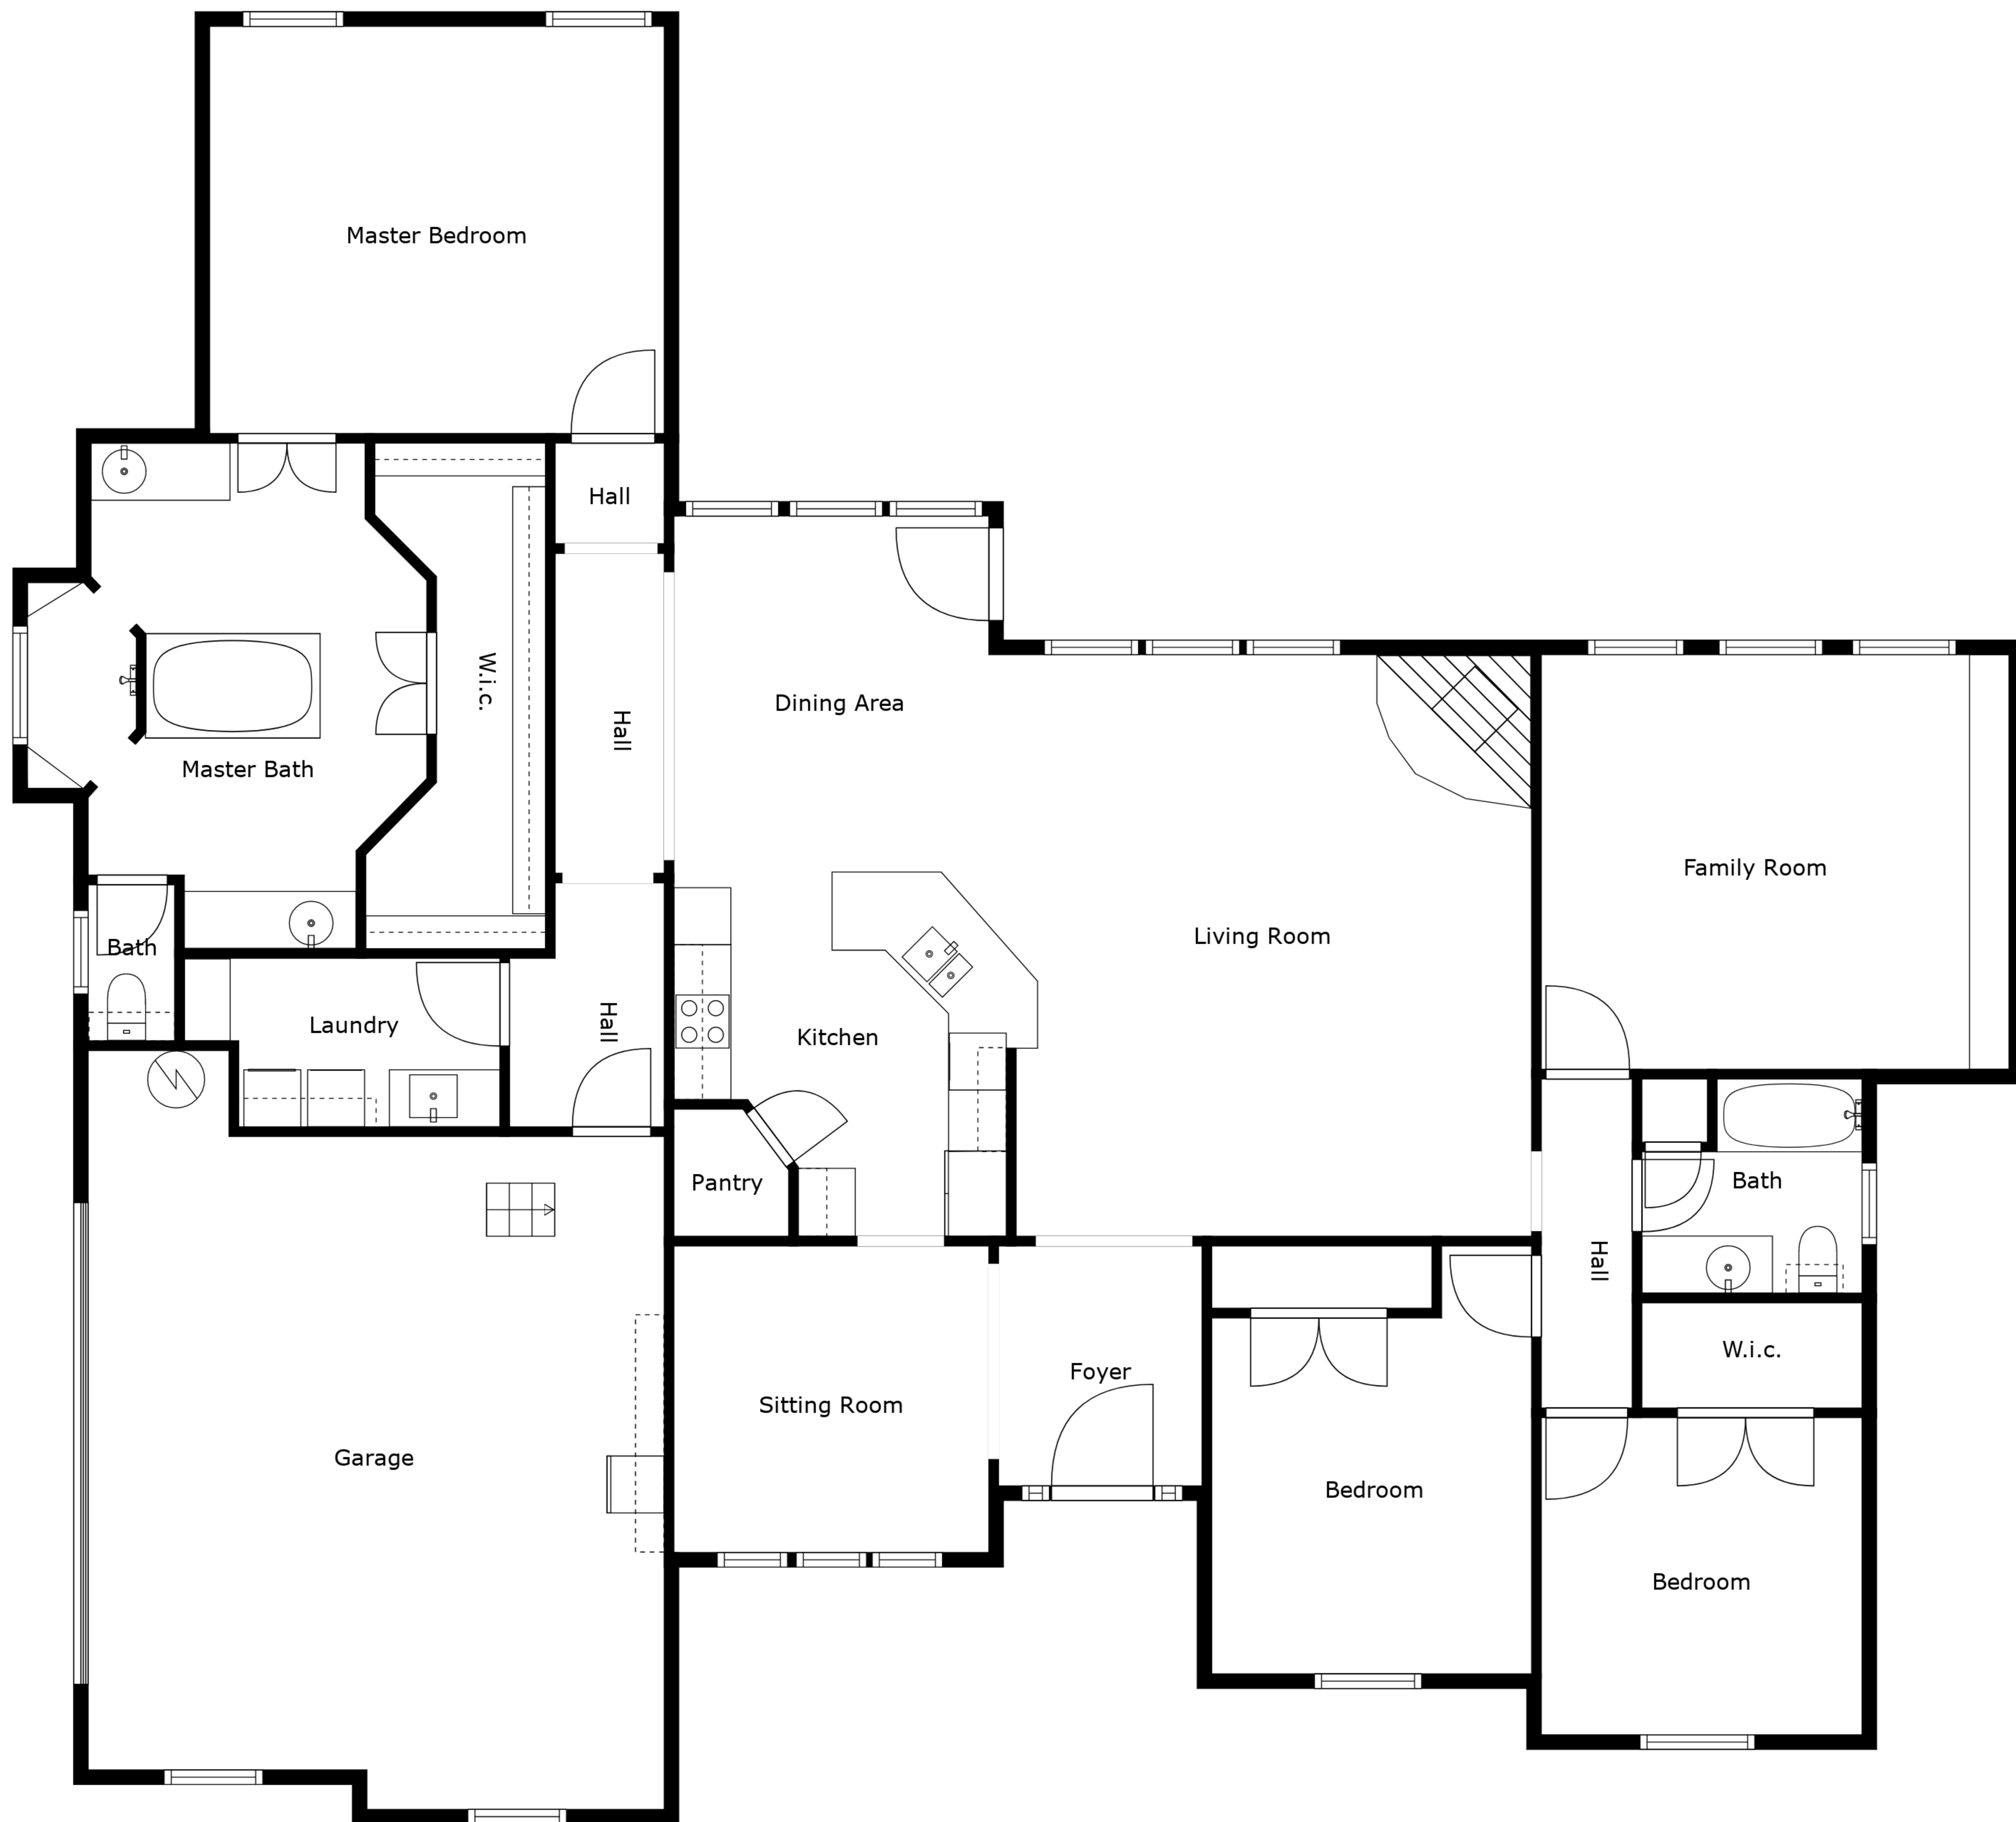 Master Bedroom
Hall
W.i.c.
Hall
Dining Area
Master Bath
Family Room
Living Room
Bath
Laundry
Hall
Kitchen
Pantry
Bath
Hall
W.i.c.
Foyer
Sitting Room
Garage
Bedroom
Bedroom